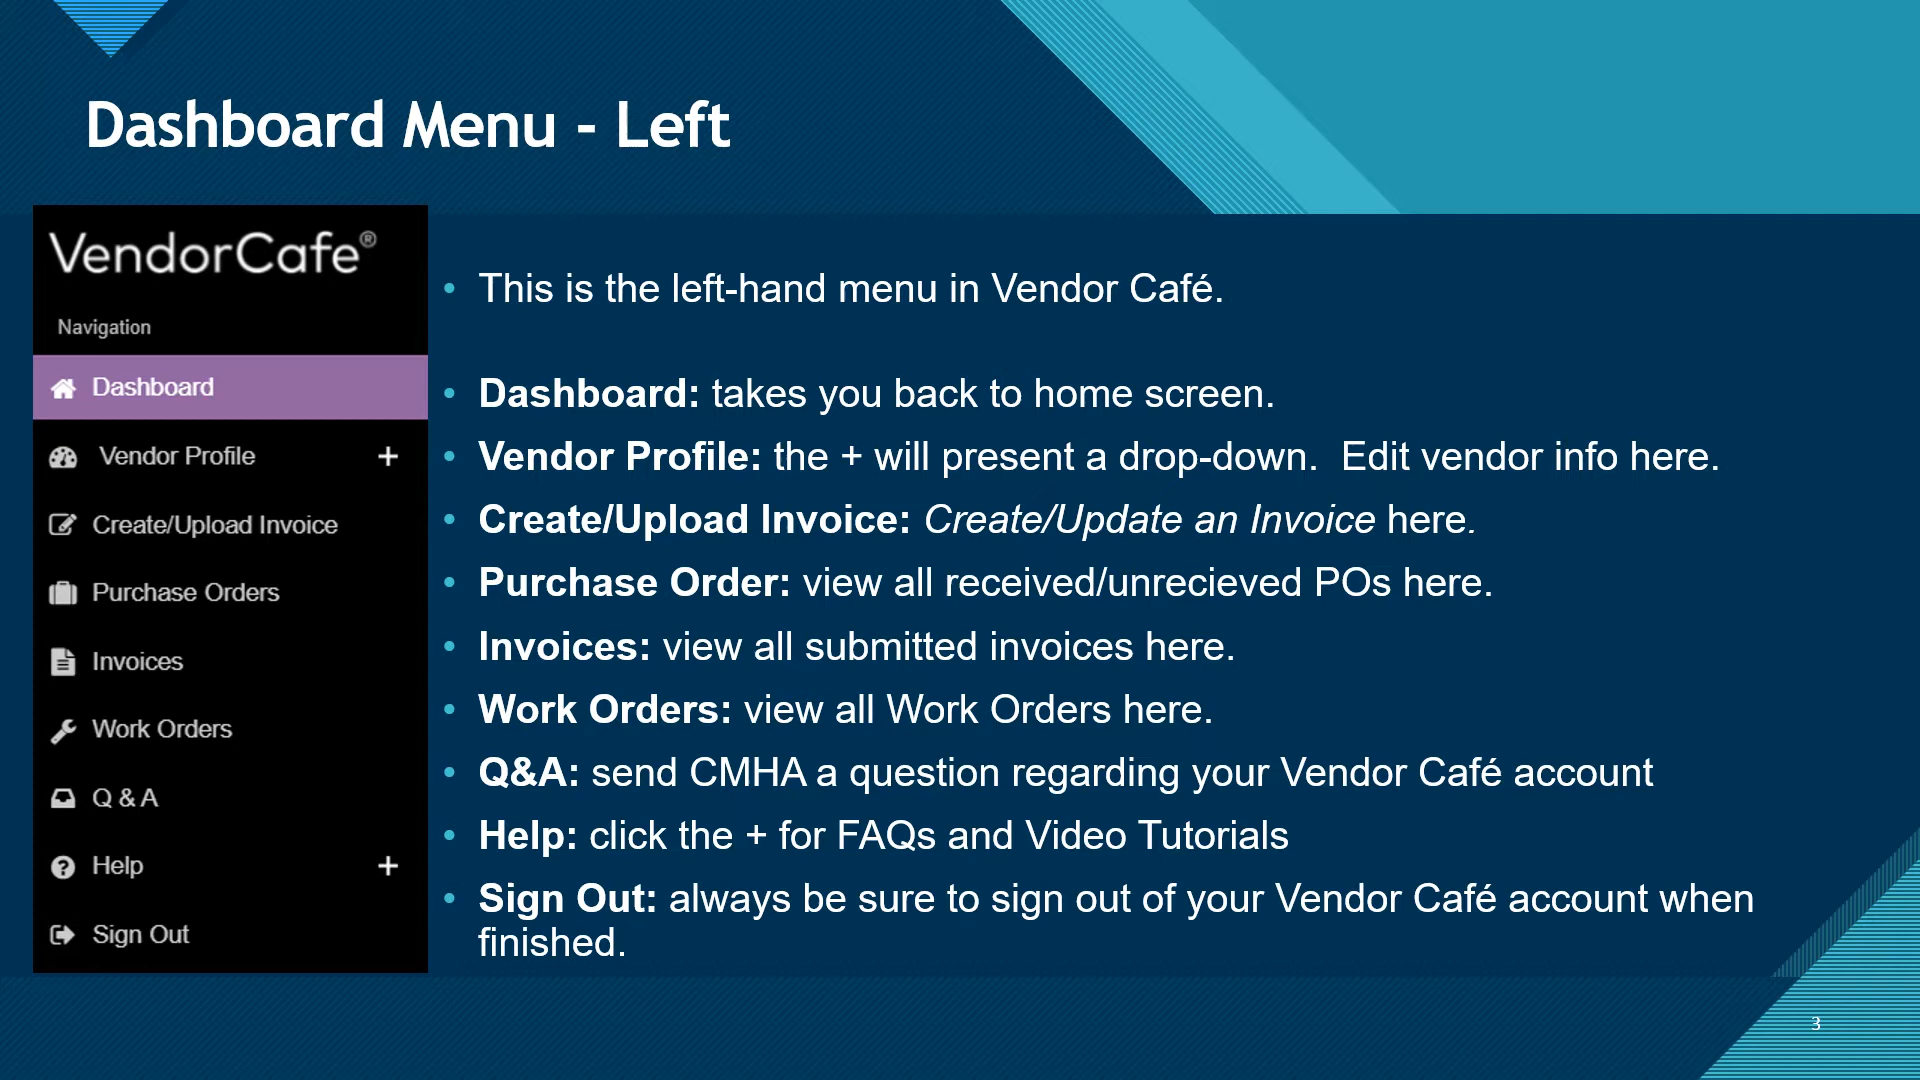 Dashboard Menu - Left
VendorCafe®
Navigation
Dashboard
Vendor Profile +
Create/Upload Invoice
Purchase Orders
Invoices
Work Orders
Q & A
Help +
Sign Out
• This is the left-hand menu in Vendor Café.
• Dashboard: takes you back to home screen.
• Vendor Profile: the + will present a drop-down.  Edit vendor info here.
• Create/Upload Invoice: Create/Update an Invoice here.
• Purchase Order: view all received/unrecieved POs here.
• Invoices: view all submitted invoices here.
• Work Orders: view all Work Orders here.
• Q&A: send CMHA a question regarding your Vendor Café account
• Help: click the + for FAQs and Video Tutorials
• Sign Out: always be sure to sign out of your Vendor Café account when
finished.
3